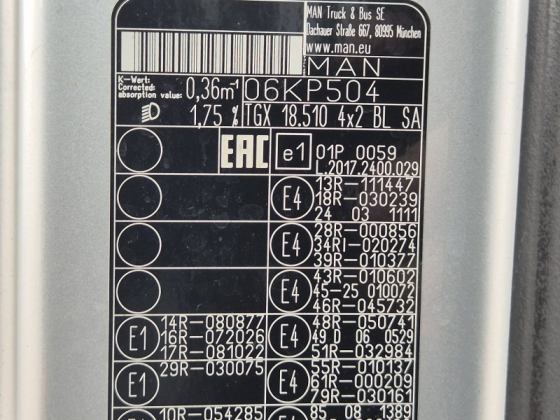 MAN Truck & Bus SE
Dachauer Straße 667, 80995 München
www.man.eu
MAN
K-Wert:
Corrected
absorption value: 0,36m⁻¹
06KP504
1,75 %
TGX 18.510 4x2 BL SA
EAC
e1
01P 0059
L.2017.2400.029
E4
13R-111447
18R-030239
24 03 1111
E4
28R-000856
34RI-020274
39R-010377
E4
43R-010602
45-25 010072
46R-045732
E1
14R-080877
16R-072026
17R-081022
E4
48R-050741
49 D 06 0529
51R-032984
E1
29R-030075
E4
55R-010137
61R-000209
79R-030161
10R-054285
E4
85 08 1389